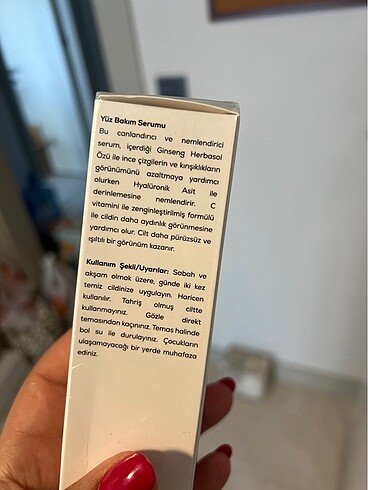 Yüz Bakım Serumu
Bu canlandırıcı ve nemlendirici
serum, içerdiği Ginseng Herbasol
Özü ile ince çizgilerin ve kırışıklıkların
görünümünü azaltmaya yardımcı
olurken Hyalüronik Asit ile
derinlemesine nemlendirir. C
vitamini ile zenginleştirilmiş formülü
ile cildin daha aydınlık görünmesine
yardımcı olur. Cilt daha pürüzsüz ve
ışıltılı bir görünüm kazanır.
Kullanım Şekli/Uyarılar: Sabah ve
akşam olmak üzere, günde iki kez
temiz cildinize uygulayın. Haricen
kullanılır. Tahriş olmuş ciltte
kullanmayınız. Gözle direkt
temasından kaçınınız. Temas halinde
bol su ile durulayınız. Çocukların
ulaşamayacağı bir yerde muhafaza
ediniz.